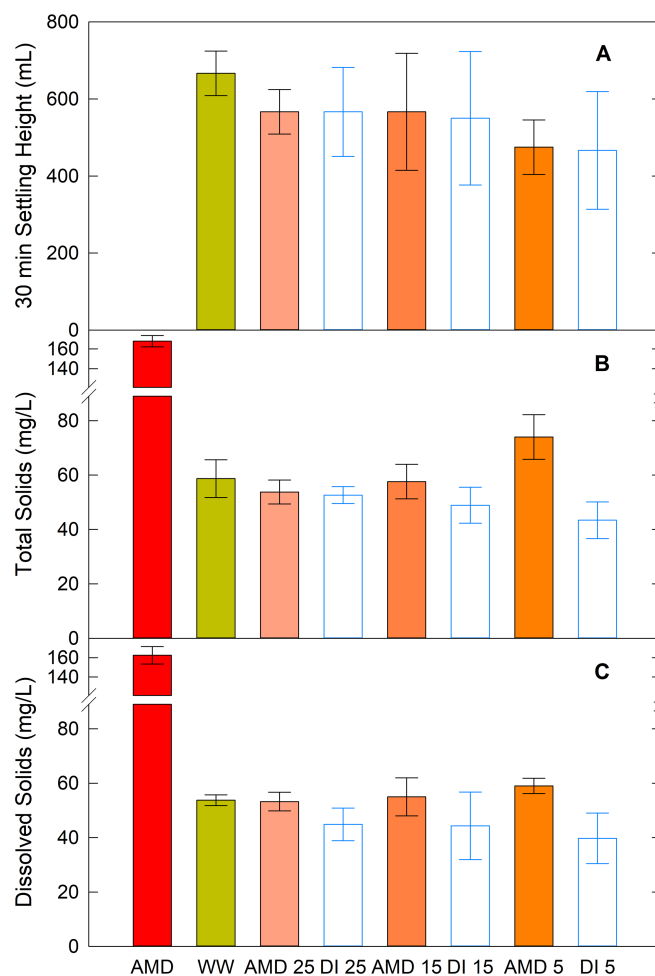 800
600
400
200
0
30 min Settling Height (mL)
A
160
140
80
60
40
20
0
Total Solids (mg/L)
B
160
140
80
60
40
20
0
Dissolved Solids (mg/L)
C
AMD WW AMD 25 DI 25 AMD 15 DI 15 AMD 5 DI 5